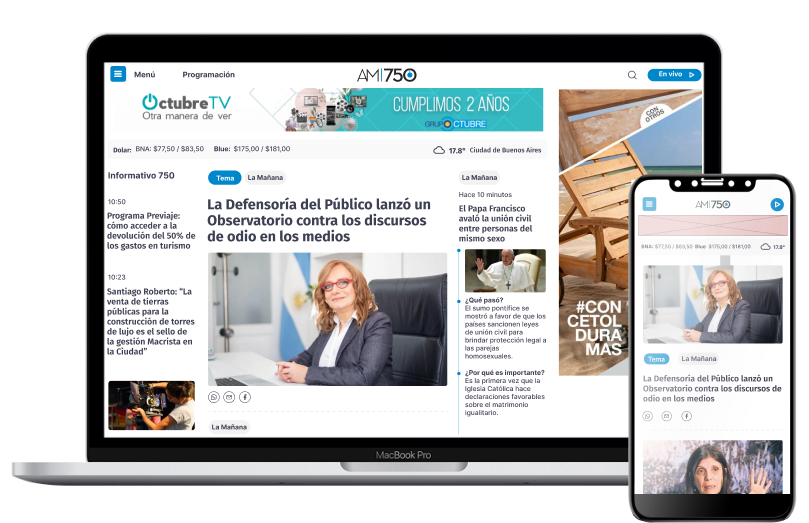 Menú
Programación
AM|750
En vivo
OctubreTV
Otra manera de ver
CUMPLIMOS 2 AÑOS
GRUPO OCTUBRE
CON
OTROS
Dolar: BNA: $77,50 / $83,50 Blue: $175,00 / $181,00
17.8° Ciudad de Buenos Aires
Informativo 750
10:50
Programa Previaje:
cómo acceder a la
devolución del 50% de
los gastos en turismo
10:23
Santiago Roberto: “La
venta de tierras
públicas para la
construcción de torres
de lujo es el sello de
la gestión Macrista en
la Ciudad”
Tema
La Mañana
La Defensoría del Público lanzó un
Observatorio contra los discursos
de odio en los medios
La Mañana
La Mañana
Hace 10 minutos
El Papa Francisco
avaló la unión civil
entre personas del
mismo sexo
¿Qué pasó?
El sumo pontífice se
mostró a favor de que los
países sancionen leyes
de unión civil para
brindar protección legal a
las parejas
homosexuales.
¿Por qué es importante?
Es la primera vez que la
Iglesia Católica hace
declaraciones favorables
sobre el matrimonio
igualitario.
#CON
CETOL
DURA
MAS
MacBook Pro
AM|750
BNA: $77,50 / $83,50 Blue $175,00 / $181,00
17.8°
Tema
La Mañana
La Defensoría del Público lanzó un
Observatorio contra los discursos de
odio en los medios